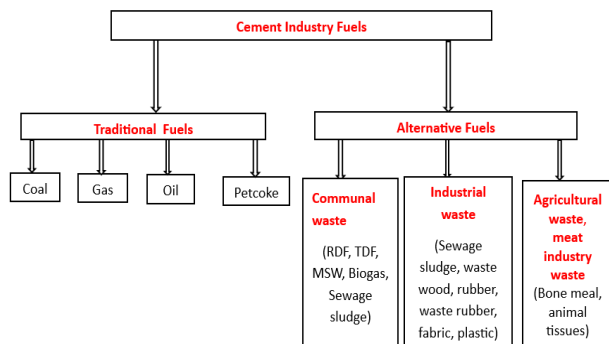 Cement Industry Fuels
Traditional Fuels
Alternative Fuels
Coal
Gas
Oil
Petcoke
Communal
waste
(RDF, TDF,
MSW, Biogas,
Sewage
sludge)
Industrial
waste
(Sewage
sludge, waste
wood, rubber,
waste rubber,
fabric, plastic)
Agricultural
waste,
meat
industry
waste
(Bone meal,
animal
tissues)